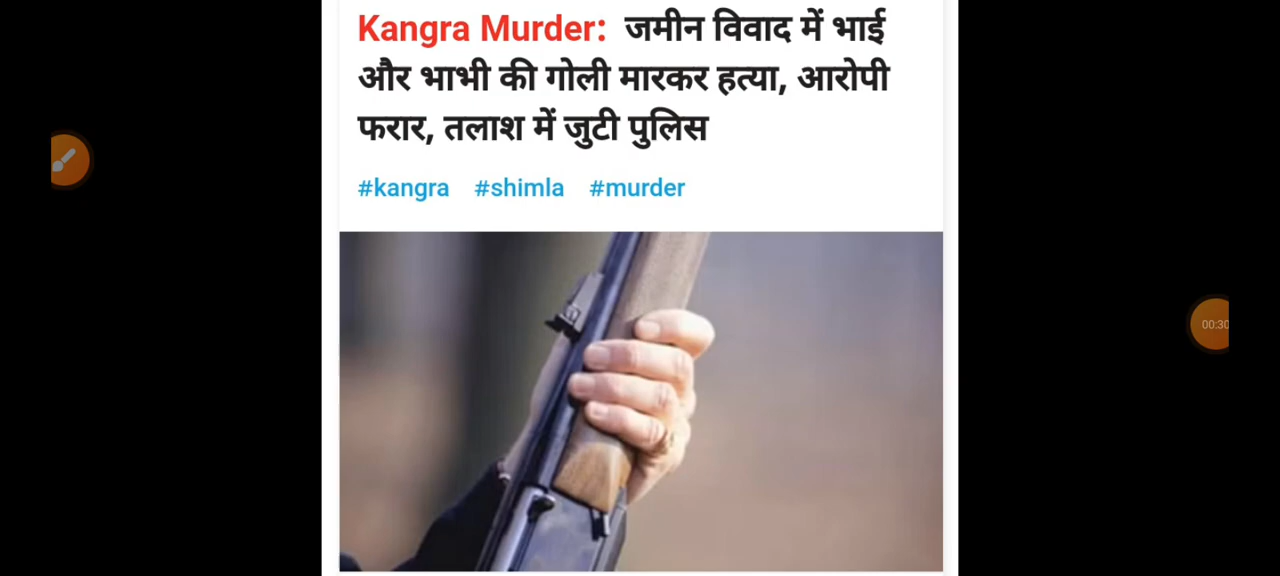 Kangra Murder: जमीन विवाद में भाई
और भाभी की गोली मारकर हत्या, आरोपी
फरार, तलाश में जुटी पुलिस
#kangra #shimla #murder
00:30